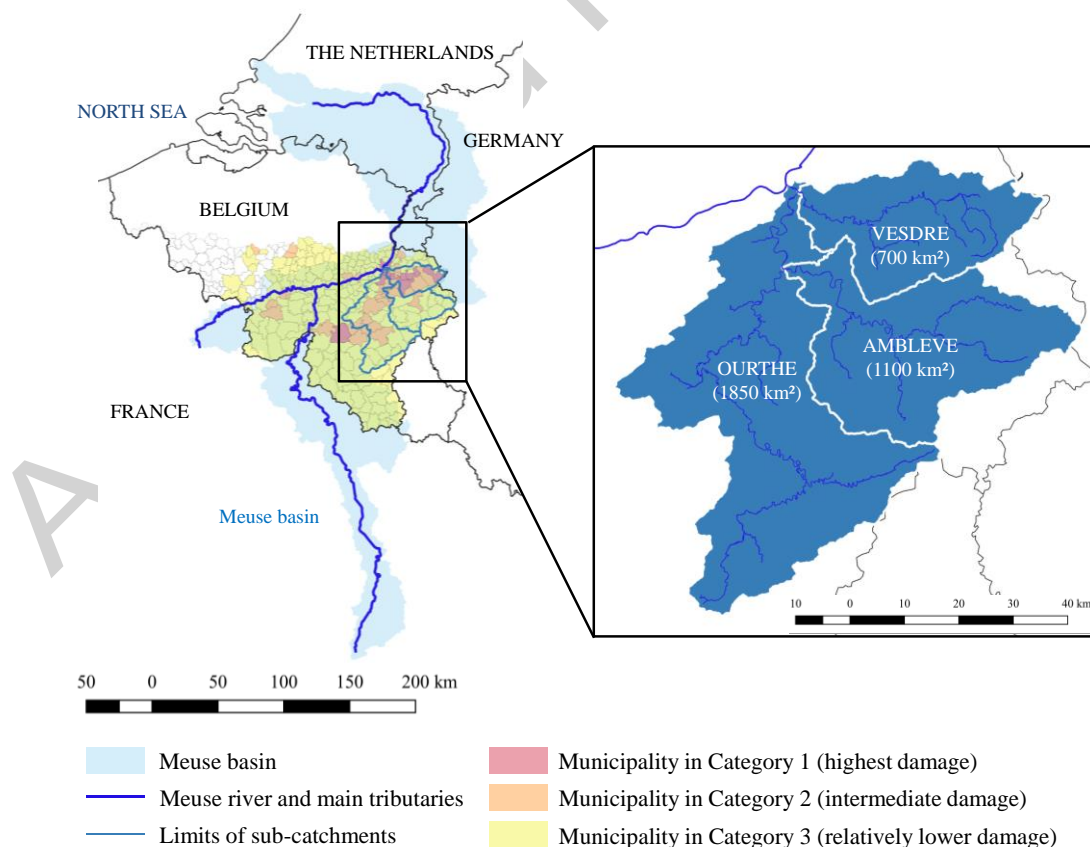 THE NETHERLANDS
NORTH SEA
GERMANY
BELGIUM
FRANCE
Meuse basin
VESDRE
(700 km²)
AMBLEVE
(1100 km²)
OURTHE
(1850 km²)
10 0 10 20 30 40 km
50 0 50 100 150 200 km
Meuse basin
Meuse river and main tributaries
Limits of sub-catchments
Municipality in Category 1 (highest damage)
Municipality in Category 2 (intermediate damage)
Municipality in Category 3 (relatively lower damage)